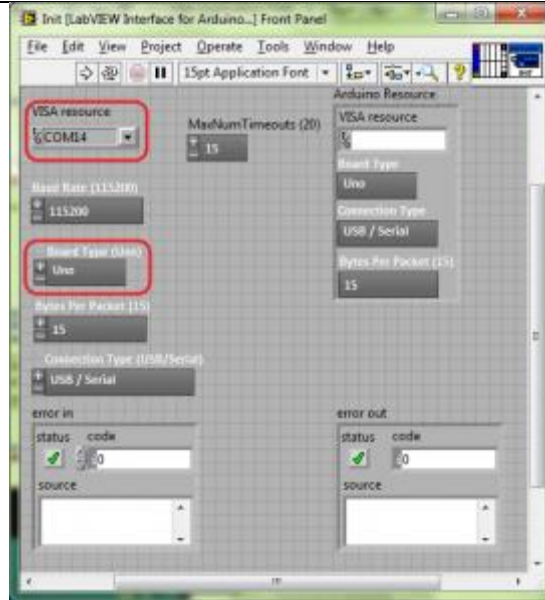 Init [LabVIEW Interface for Arduino...] Front Panel
File Edit View Project Operate Tools Window Help
15pt Application Font
VISA resource
COM14
MaxNumTimeouts (20)
15
Baud Rate (115200)
115200
Board Type (Uno)
Uno
Bytes Per Packet (15)
15
Connection Type (USB/Serial)
USB / Serial
Arduino Resource
VISA resource
Board Type
Uno
Connection Type
USB / Serial
Bytes Per Packet (15)
15
error in
status code
0
source
error out
status code
0
source